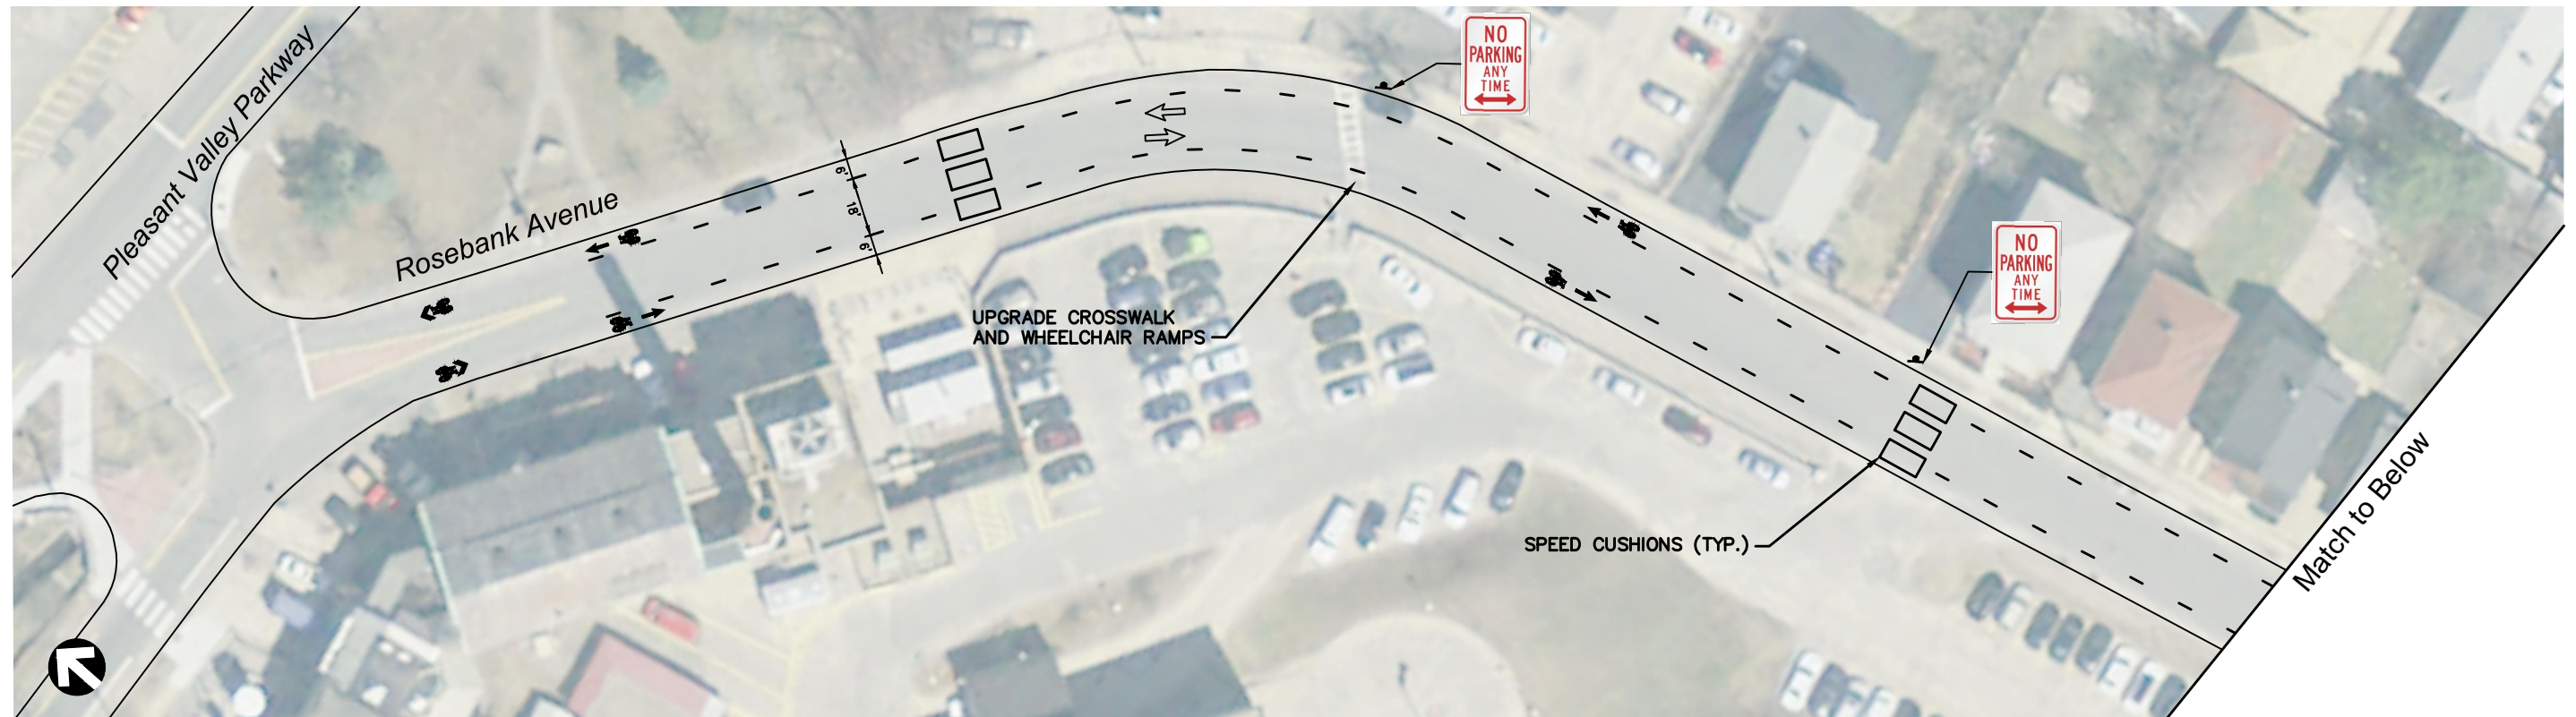 Pleasant Valley Parkway
Rosebank Avenue
6'
18'
6'
NO
PARKING
ANY
TIME
UPGRADE CROSSWALK
AND WHEELCHAIR RAMPS
NO
PARKING
ANY
TIME
SPEED CUSHIONS (TYP.)
Match to Below